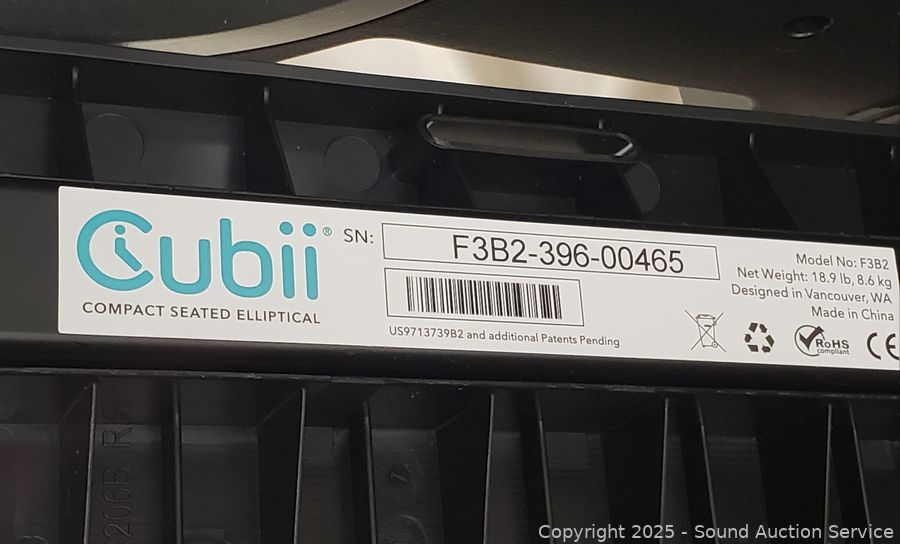 Cubii®
COMPACT SEATED ELLIPTICAL
SN: F3B2-396-00465
US9713739B2 and additional Patents Pending
Model No: F3B2
Net Weight: 18.9 lb, 8.6 kg
Designed in Vancouver, WA
Made in China
RoHS
compliant
CE
206B R
Copyright 2025 - Sound Auction Service